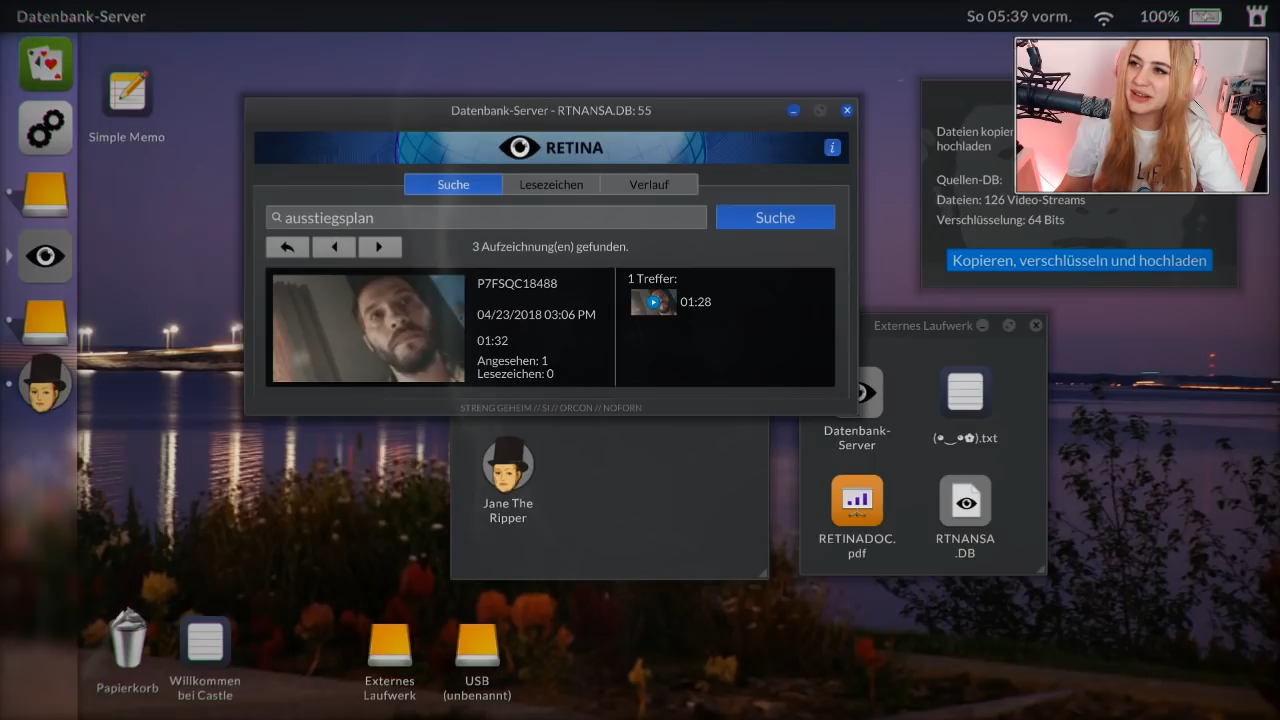 Datenbank-Server
So 05:39 vorm.
100%
Simple Memo
Datenbank-Server - RTNANSA.DB: 55
RETINA
i
Suche
Lesezeichen
Verlauf
ausstiegsplan
Suche
3 Aufzeichnung(en) gefunden.
P7FSQC18488
04/23/2018 03:06 PM
01:32
Angesehen: 1
Lesezeichen: 0
1 Treffer:
01:28
STRENG GEHEIM // SI // ORCON // NOFORN
Dateien kopier
hochladen
Quellen-DB:
Dateien: 126 Video-Streams
Verschlüsselung: 64 Bits
Kopieren, verschlüsseln und hochladen
Externes Laufwerk
Datenbank-
Server
(◕‿◕✿).txt
RETINADOC.
pdf
RTNANSA
.DB
Jane The
Ripper
Papierkorb
Willkommen
bei Castle
Externes
Laufwerk
USB
(unbenannt)